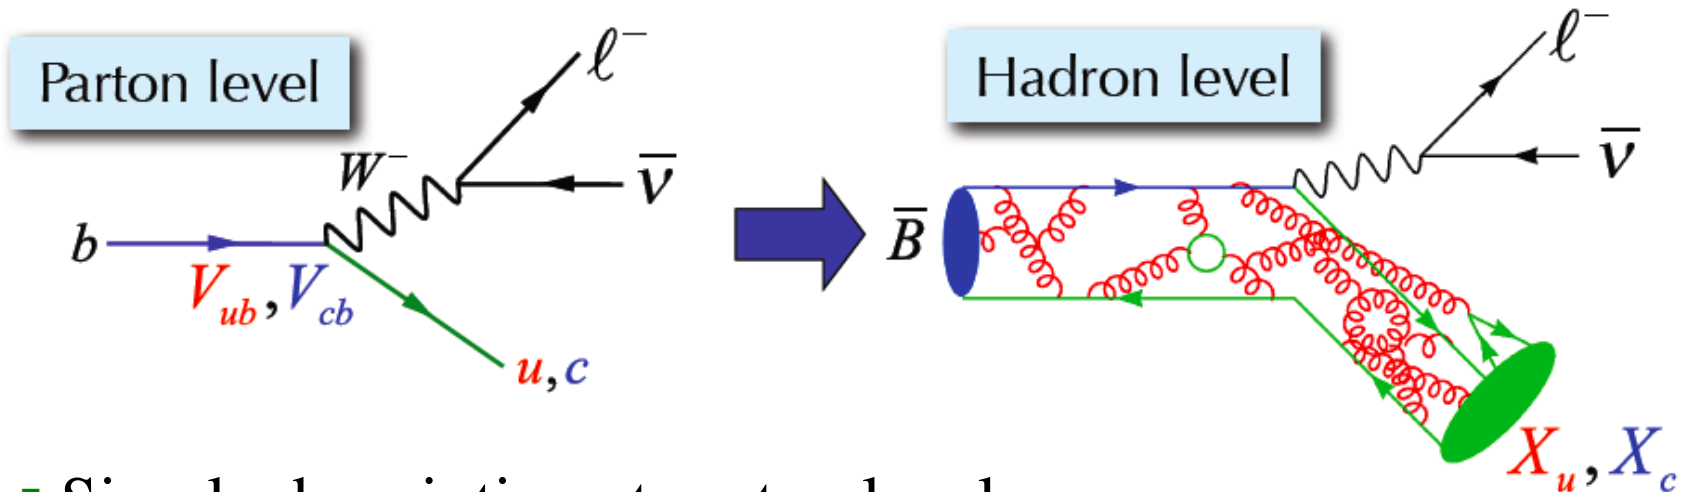 Parton level
ℓ⁻
W⁻
ν̅
b
V_ub, V_cb
u,c
Hadron level
ℓ⁻
ν̅
B̅
X_u, X_c